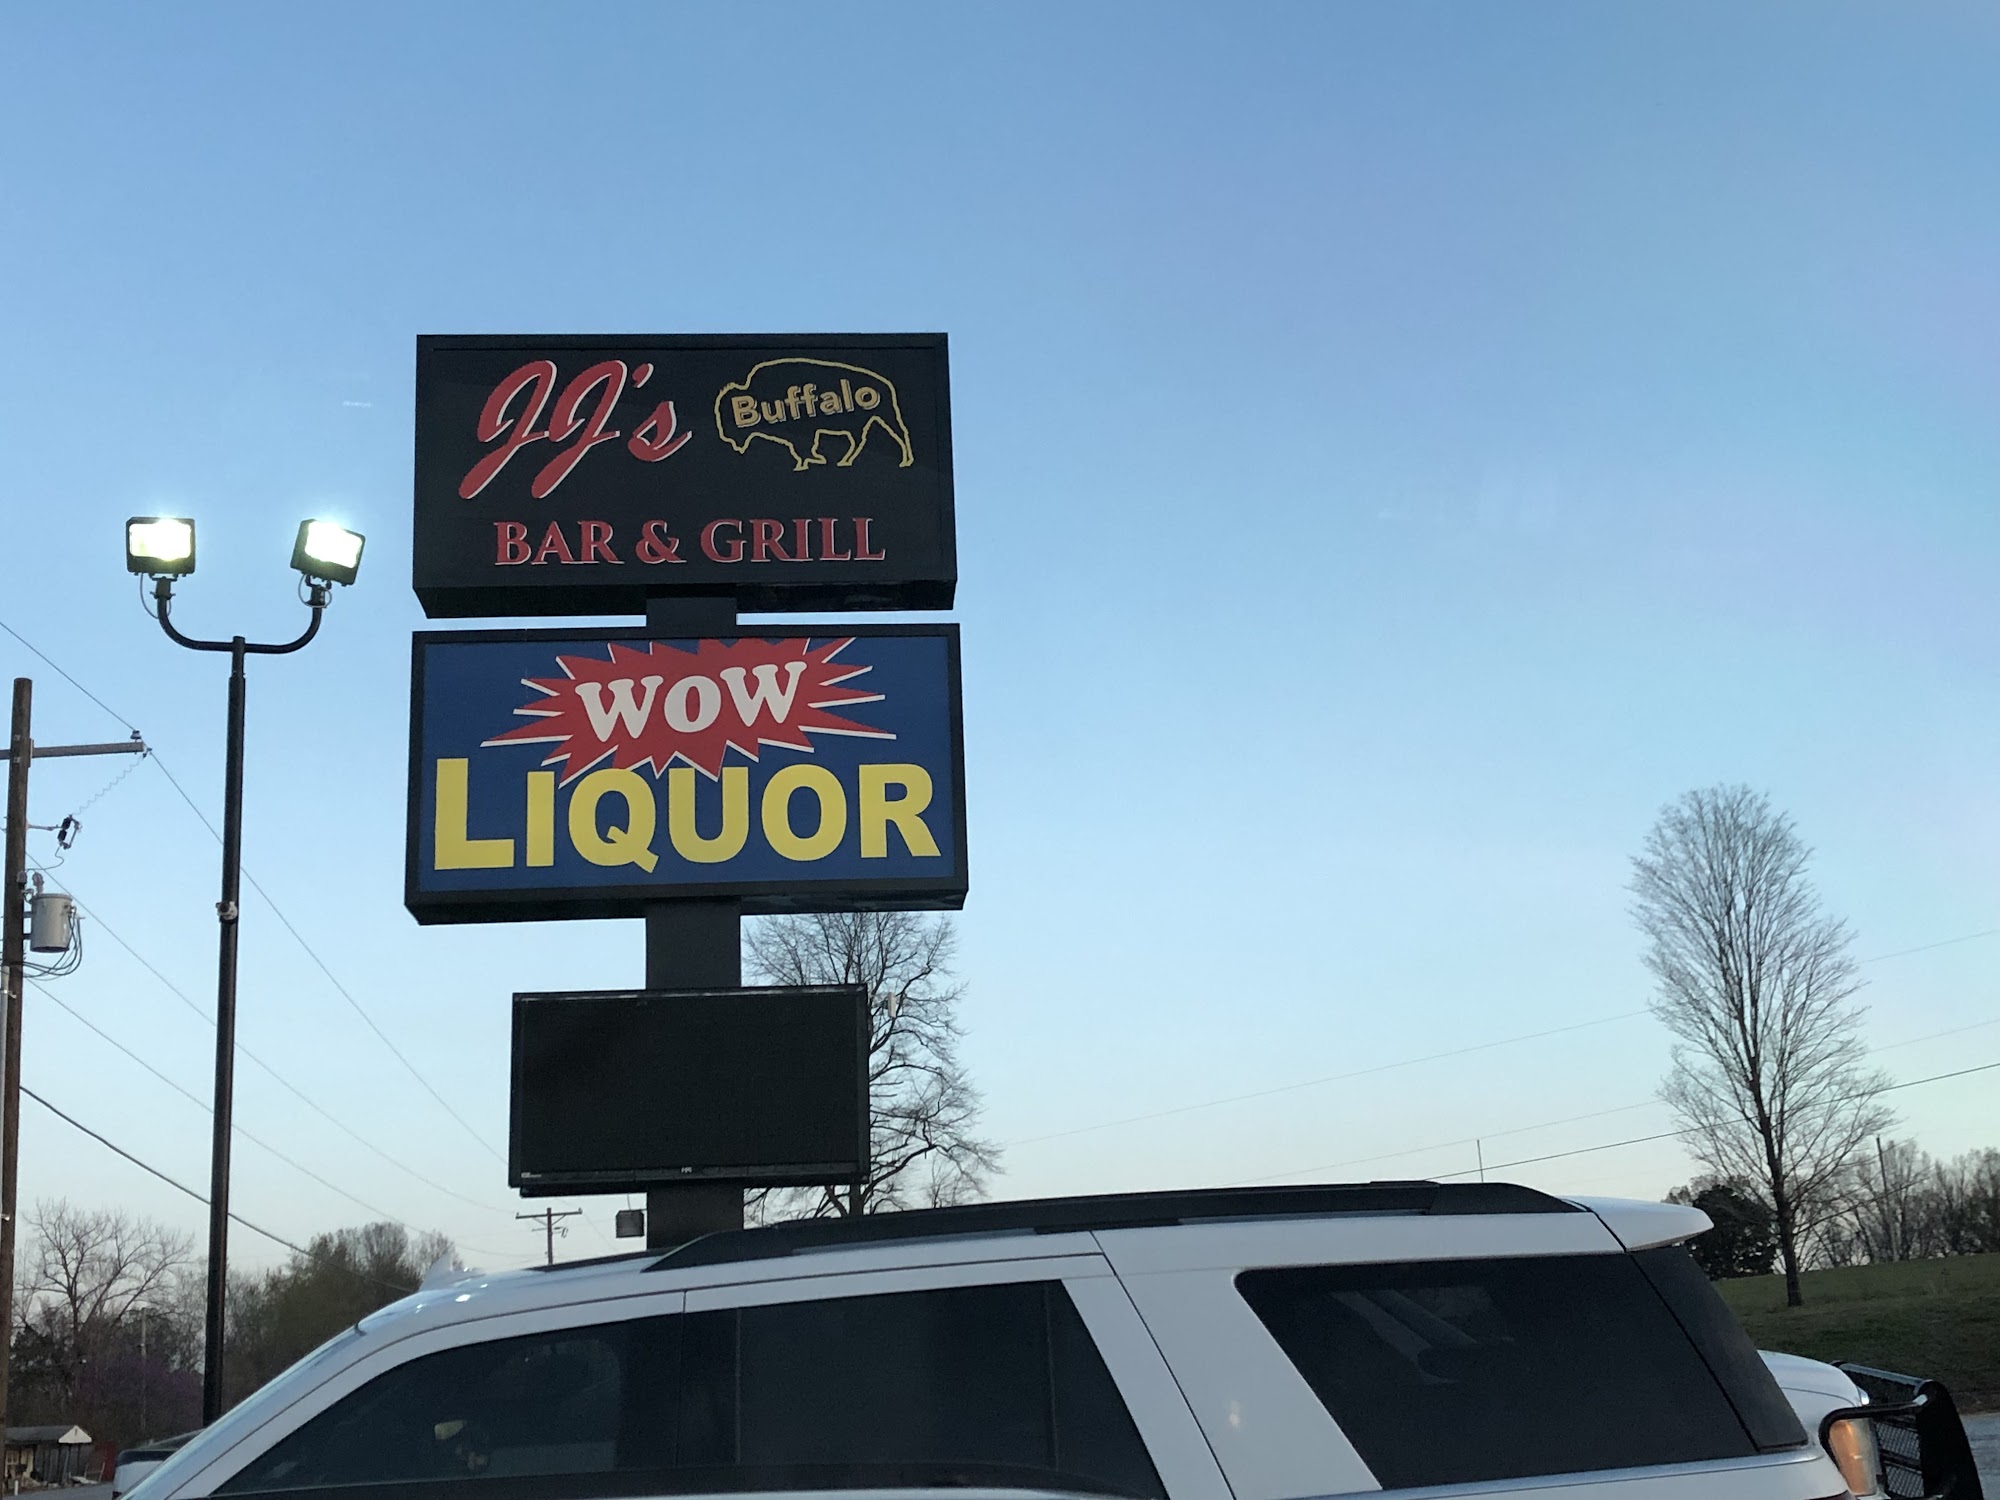 JJ's Buffalo
BAR & GRILL
WOW
LIQUOR